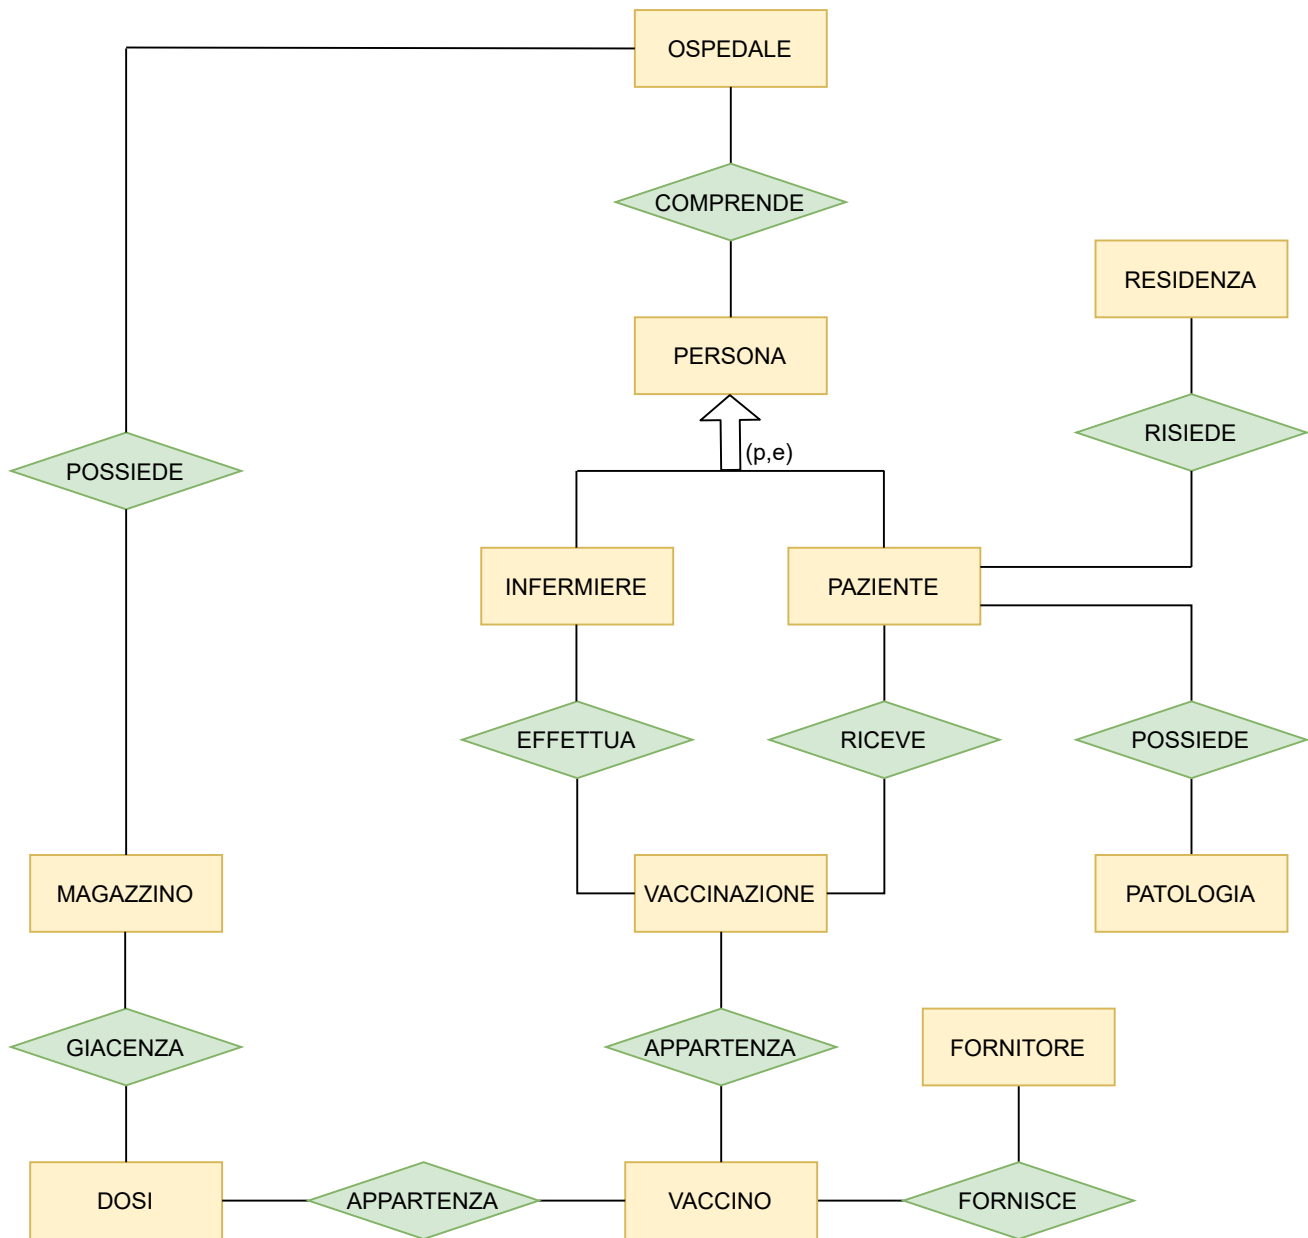 OSPEDALE
COMPRENDE
RESIDENZA
PERSONA
RISIEDE
(p,e)
POSSIEDE
INFERMIERE
PAZIENTE
EFFETTUA
RICEVE
POSSIEDE
MAGAZZINO
VACCINAZIONE
PATOLOGIA
GIACENZA
APPARTENZA
FORNITORE
DOSI
APPARTENZA
VACCINO
FORNISCE